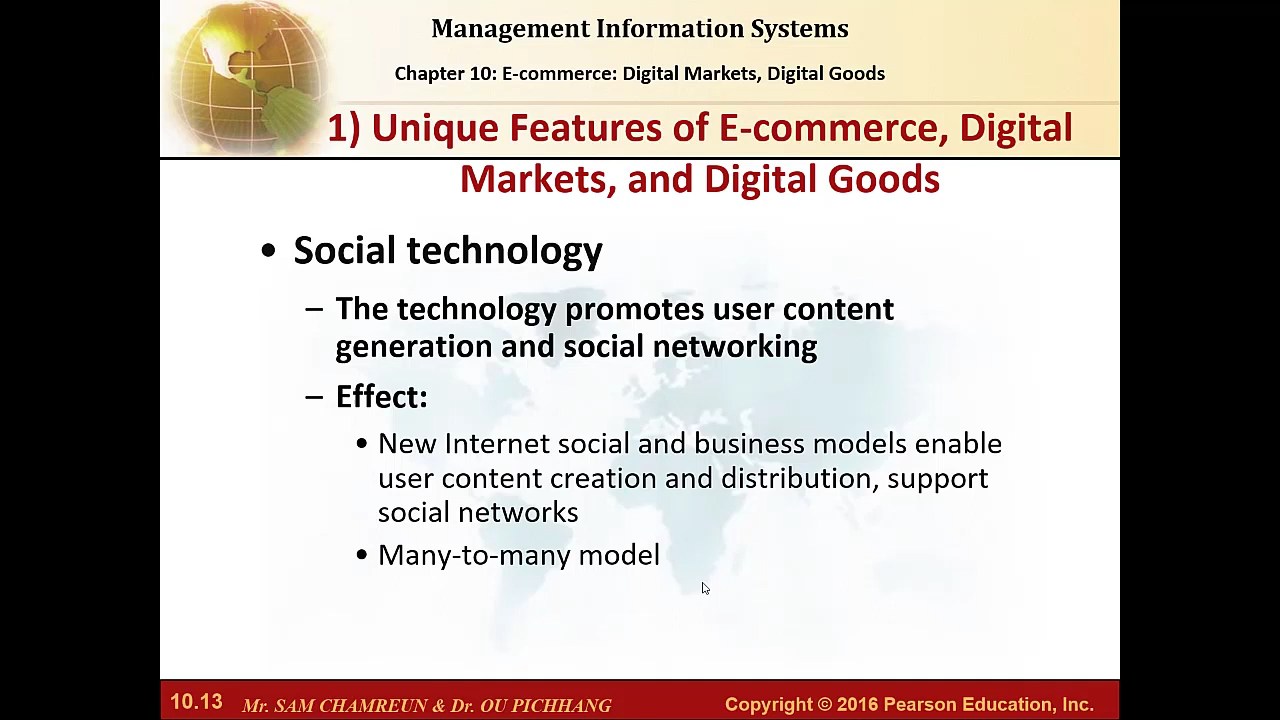 Management Information Systems
Chapter 10: E-commerce: Digital Markets, Digital Goods
1) Unique Features of E-commerce, Digital
Markets, and Digital Goods
• Social technology
– The technology promotes user content
generation and social networking
– Effect:
• New Internet social and business models enable
user content creation and distribution, support
social networks
• Many-to-many model
10.13 Mr. SAM CHAMREUN & Dr. OU PICHHANG Copyright © 2016 Pearson Education, Inc.